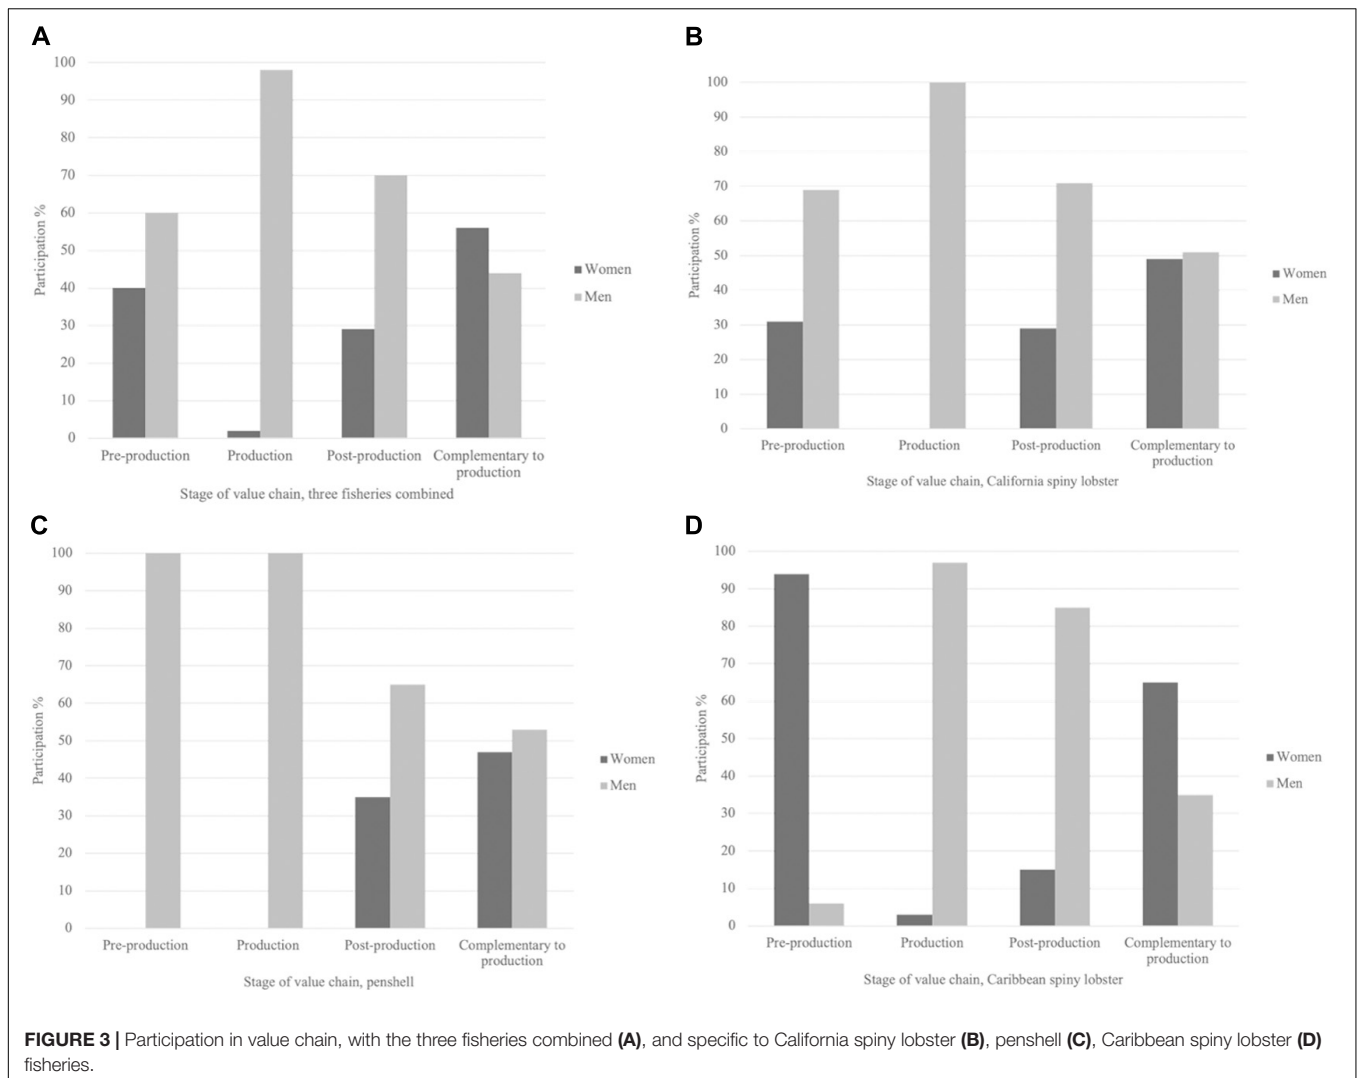 A
100
90
80
70
60
50
40
30
20
10
0
Participation %
Pre-production
Production
Post-production
Complementary to
production
Stage of value chain, three fisheries combined
Women
Men
B
100
90
80
70
60
50
40
30
20
10
0
Participation %
Pre-production
Production
Post-production
Complementary to
production
Stage of value chain, California spiny lobster
Women
Men
C
100
90
80
70
60
50
40
30
20
10
0
Participation %
Pre-production
Production
Post-production
Complementary to
production
Stage of value chain, penshell
Women
Men
D
100
90
80
70
60
50
40
30
20
10
0
Participation %
Pre-production
Production
Post-production
Complementary to
production
Stage of value chain, Caribbean spiny lobster
Women
Men
FIGURE 3 | Participation in value chain, with the three fisheries combined (A), and specific to California spiny lobster (B), penshell (C), Caribbean spiny lobster (D)
fisheries.